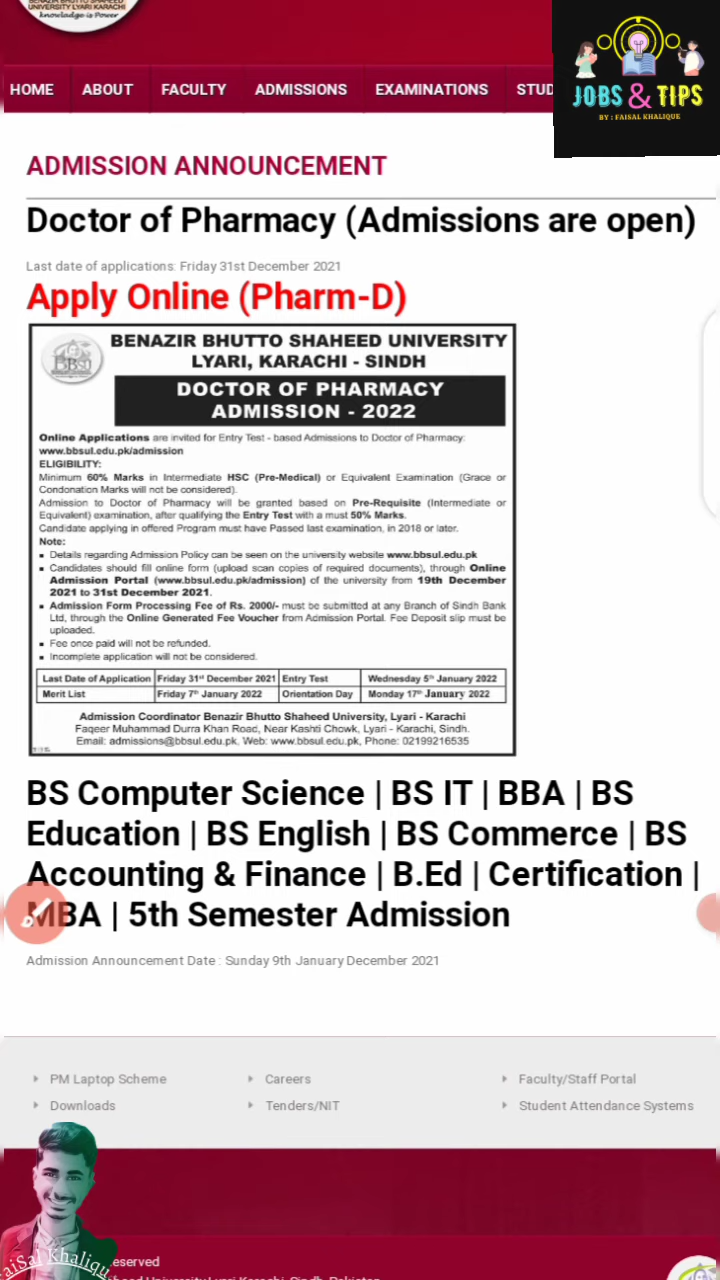 BENAZIR BHUTTO SHAHEED
UNIVERSITY LYARI KARACHI
knowledge is Power
HOME ABOUT FACULTY ADMISSIONS EXAMINATIONS STUD
JOBS & TIPS
BY : FAISAL KHALIQUE
ADMISSION ANNOUNCEMENT
Doctor of Pharmacy (Admissions are open)
Last date of applications: Friday 31st December 2021
Apply Online (Pharm-D)
BBSU
BENAZIR BHUTTO SHAHEED UNIVERSITY
LYARI, KARACHI - SINDH
DOCTOR OF PHARMACY
ADMISSION - 2022
Online Applications are invited for Entry Test - based Admissions to Doctor of Pharmacy:
www.bbsul.edu.pk/admission
ELIGIBILITY:
Minimum 60% Marks in Intermediate HSC (Pre-Medical) or Equivalent Examination (Grace or
Condonation Marks will not be considered).
Admission to Doctor of Pharmacy will be granted based on Pre-Requisite (Intermediate or
Equivalent) examination, after qualifying the Entry Test with a must 50% Marks.
Candidate applying in offered Program must have Passed last examination, in 2018 or later.
Note:
▪ Details regarding Admission Policy can be seen on the university website www.bbsul.edu.pk
▪ Candidates should fill online form (upload scan copies of required documents), through Online
Admission Portal (www.bbsul.edu.pk/admission) of the university from 19th December
2021 to 31st December 2021.
▪ Admission Form Processing Fee of Rs. 2000/- must be submitted at any Branch of Sindh Bank
Ltd, through the Online Generated Fee Voucher from Admission Portal. Fee Deposit slip must be
uploaded.
▪ Fee once paid will not be refunded.
▪ Incomplete application will not be considered.
Last Date of Application Friday 31st December 2021 Entry Test Wednesday 5th January 2022
Merit List Friday 7th January 2022 Orientation Day Monday 17th January 2022
Admission Coordinator Benazir Bhutto Shaheed University, Lyari - Karachi
Faqeer Muhammad Durra Khan Road, Near Kashti Chowk, Lyari - Karachi, Sindh.
Email: admissions@bbsul.edu.pk, Web: www.bbsul.edu.pk, Phone: 02199216535
BS Computer Science | BS IT | BBA | BS
Education | BS English | BS Commerce | BS
Accounting & Finance | B.Ed | Certification |
MBA | 5th Semester Admission
Admission Announcement Date : Sunday 9th January December 2021
PM Laptop Scheme Careers Faculty/Staff Portal
Downloads Tenders/NIT Student Attendance Systems
FaiSal Khalique
eserved
University Lyari Karachi, Sindh, Pakistan